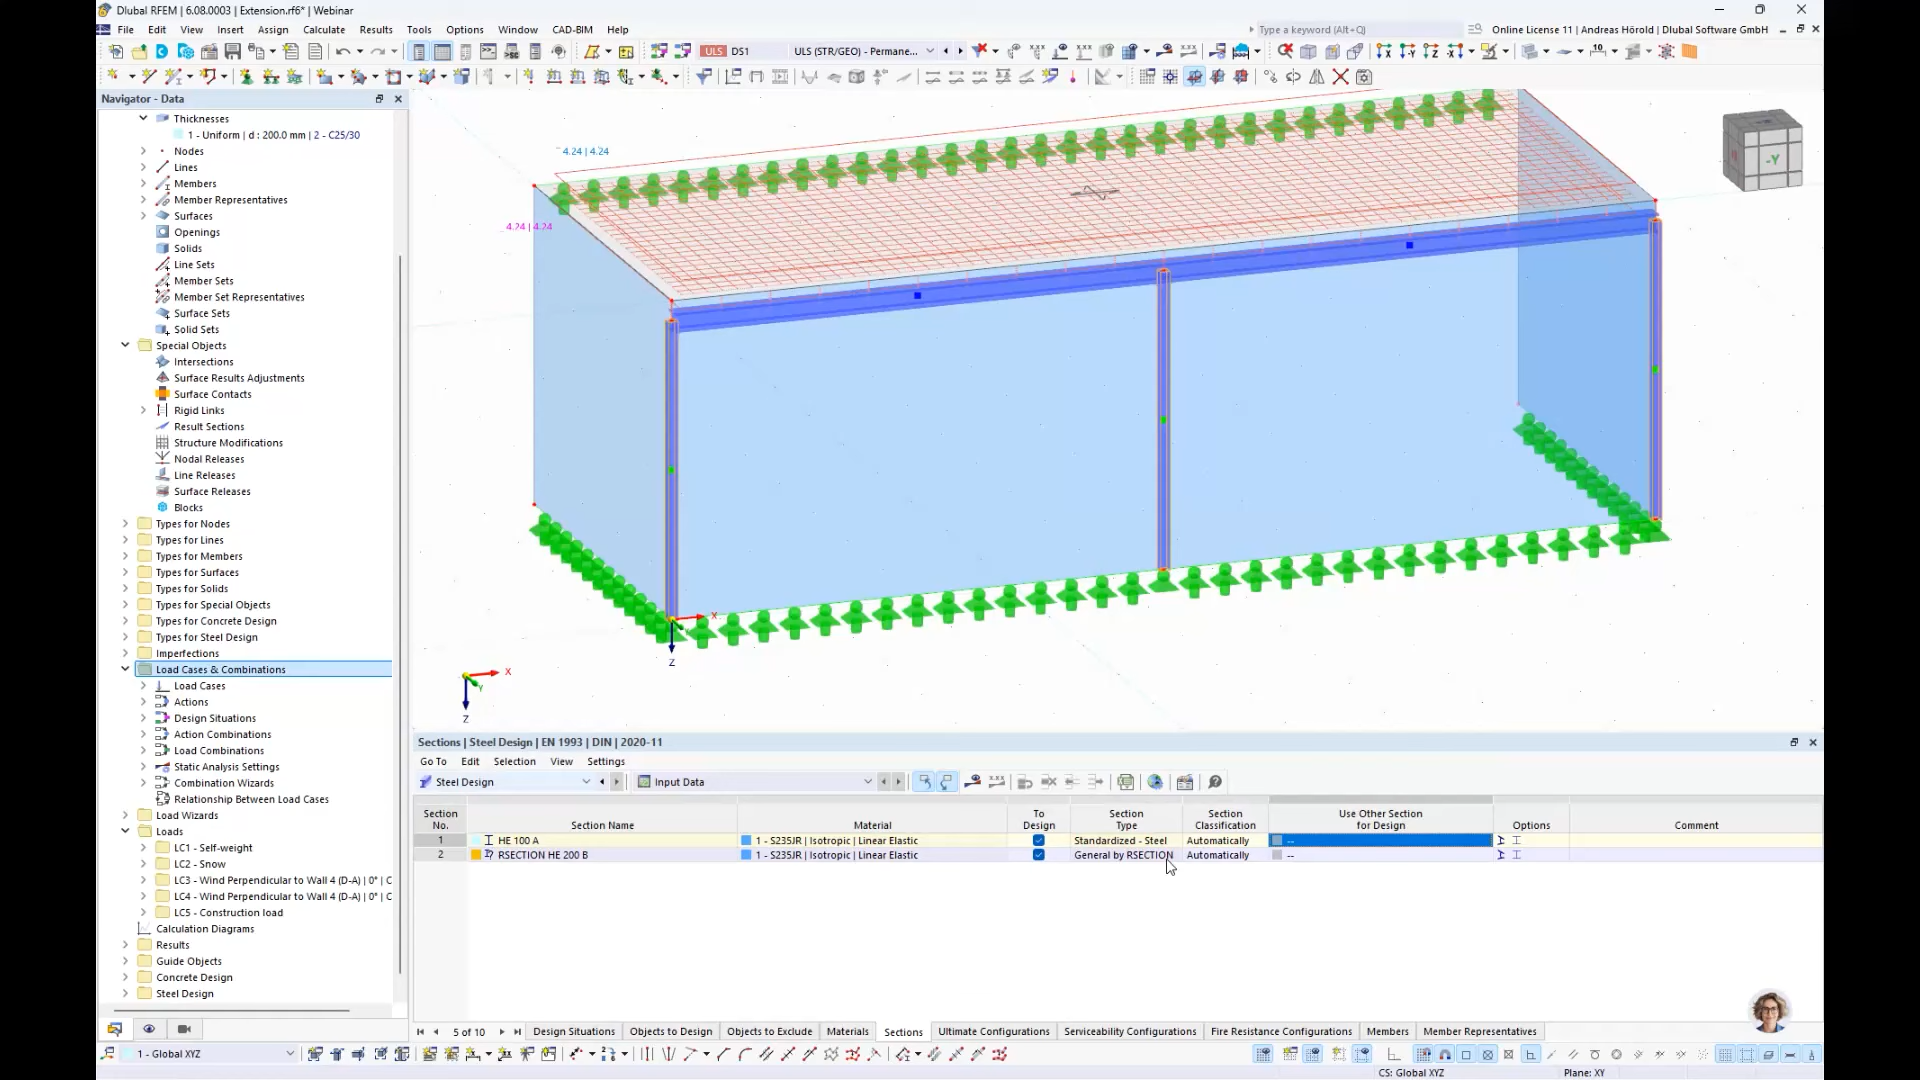 Dlubal RFEM | 6.08.0003 | Extension.rf6* | Webinar
File Edit View Insert Assign Calculate Results Tools Options Window CAD-BIM Help
Type a keyword (Alt+Q)
Online License 11 | Andreas Hörold | Dlubal Software GmbH
ULS DS1 ULS (STR/GEO) - Permane...
Navigator - Data
Thicknesses
1 - Uniform | d : 200.0 mm | 2 - C25/30
Nodes
Lines
Members
Member Representatives
Surfaces
Openings
Solids
Line Sets
Member Sets
Member Set Representatives
Surface Sets
Solid Sets
Special Objects
Intersections
Surface Results Adjustments
Surface Contacts
Rigid Links
Result Sections
Structure Modifications
Nodal Releases
Line Releases
Surface Releases
Blocks
Types for Nodes
Types for Lines
Types for Members
Types for Surfaces
Types for Solids
Types for Special Objects
Types for Concrete Design
Types for Steel Design
Imperfections
Load Cases & Combinations
Load Cases
Actions
Design Situations
Action Combinations
Load Combinations
Static Analysis Settings
Combination Wizards
Relationship Between Load Cases
Load Wizards
Loads
LC1 - Self-weight
LC2 - Snow
LC3 - Wind Perpendicular to Wall 4 (D-A) | 0° | C
LC4 - Wind Perpendicular to Wall 4 (D-A) | 0° | C
LC5 - Construction load
Calculation Diagrams
Results
Guide Objects
Concrete Design
Steel Design
1 - Global XYZ
4.24 | 4.24
4.24 | 4.24
-Y
X
Z
X
Y
Z
Sections | Steel Design | EN 1993 | DIN | 2020-11
Go To Edit Selection View Settings
Steel Design Input Data
Section No. Section Name Material To Design Section Type Section Classification Use Other Section for Design Options Comment
1 HE 100 A 1 - S235JR | Isotropic | Linear Elastic Standardized - Steel Automatically --
2 RSECTION HE 200 B 1 - S235JR | Isotropic | Linear Elastic General by RSECTION Automatically --
5 of 10 Design Situations Objects to Design Objects to Exclude Materials Sections Ultimate Configurations Serviceability Configurations Fire Resistance Configurations Members Member Representatives
CS: Global XYZ Plane: XY